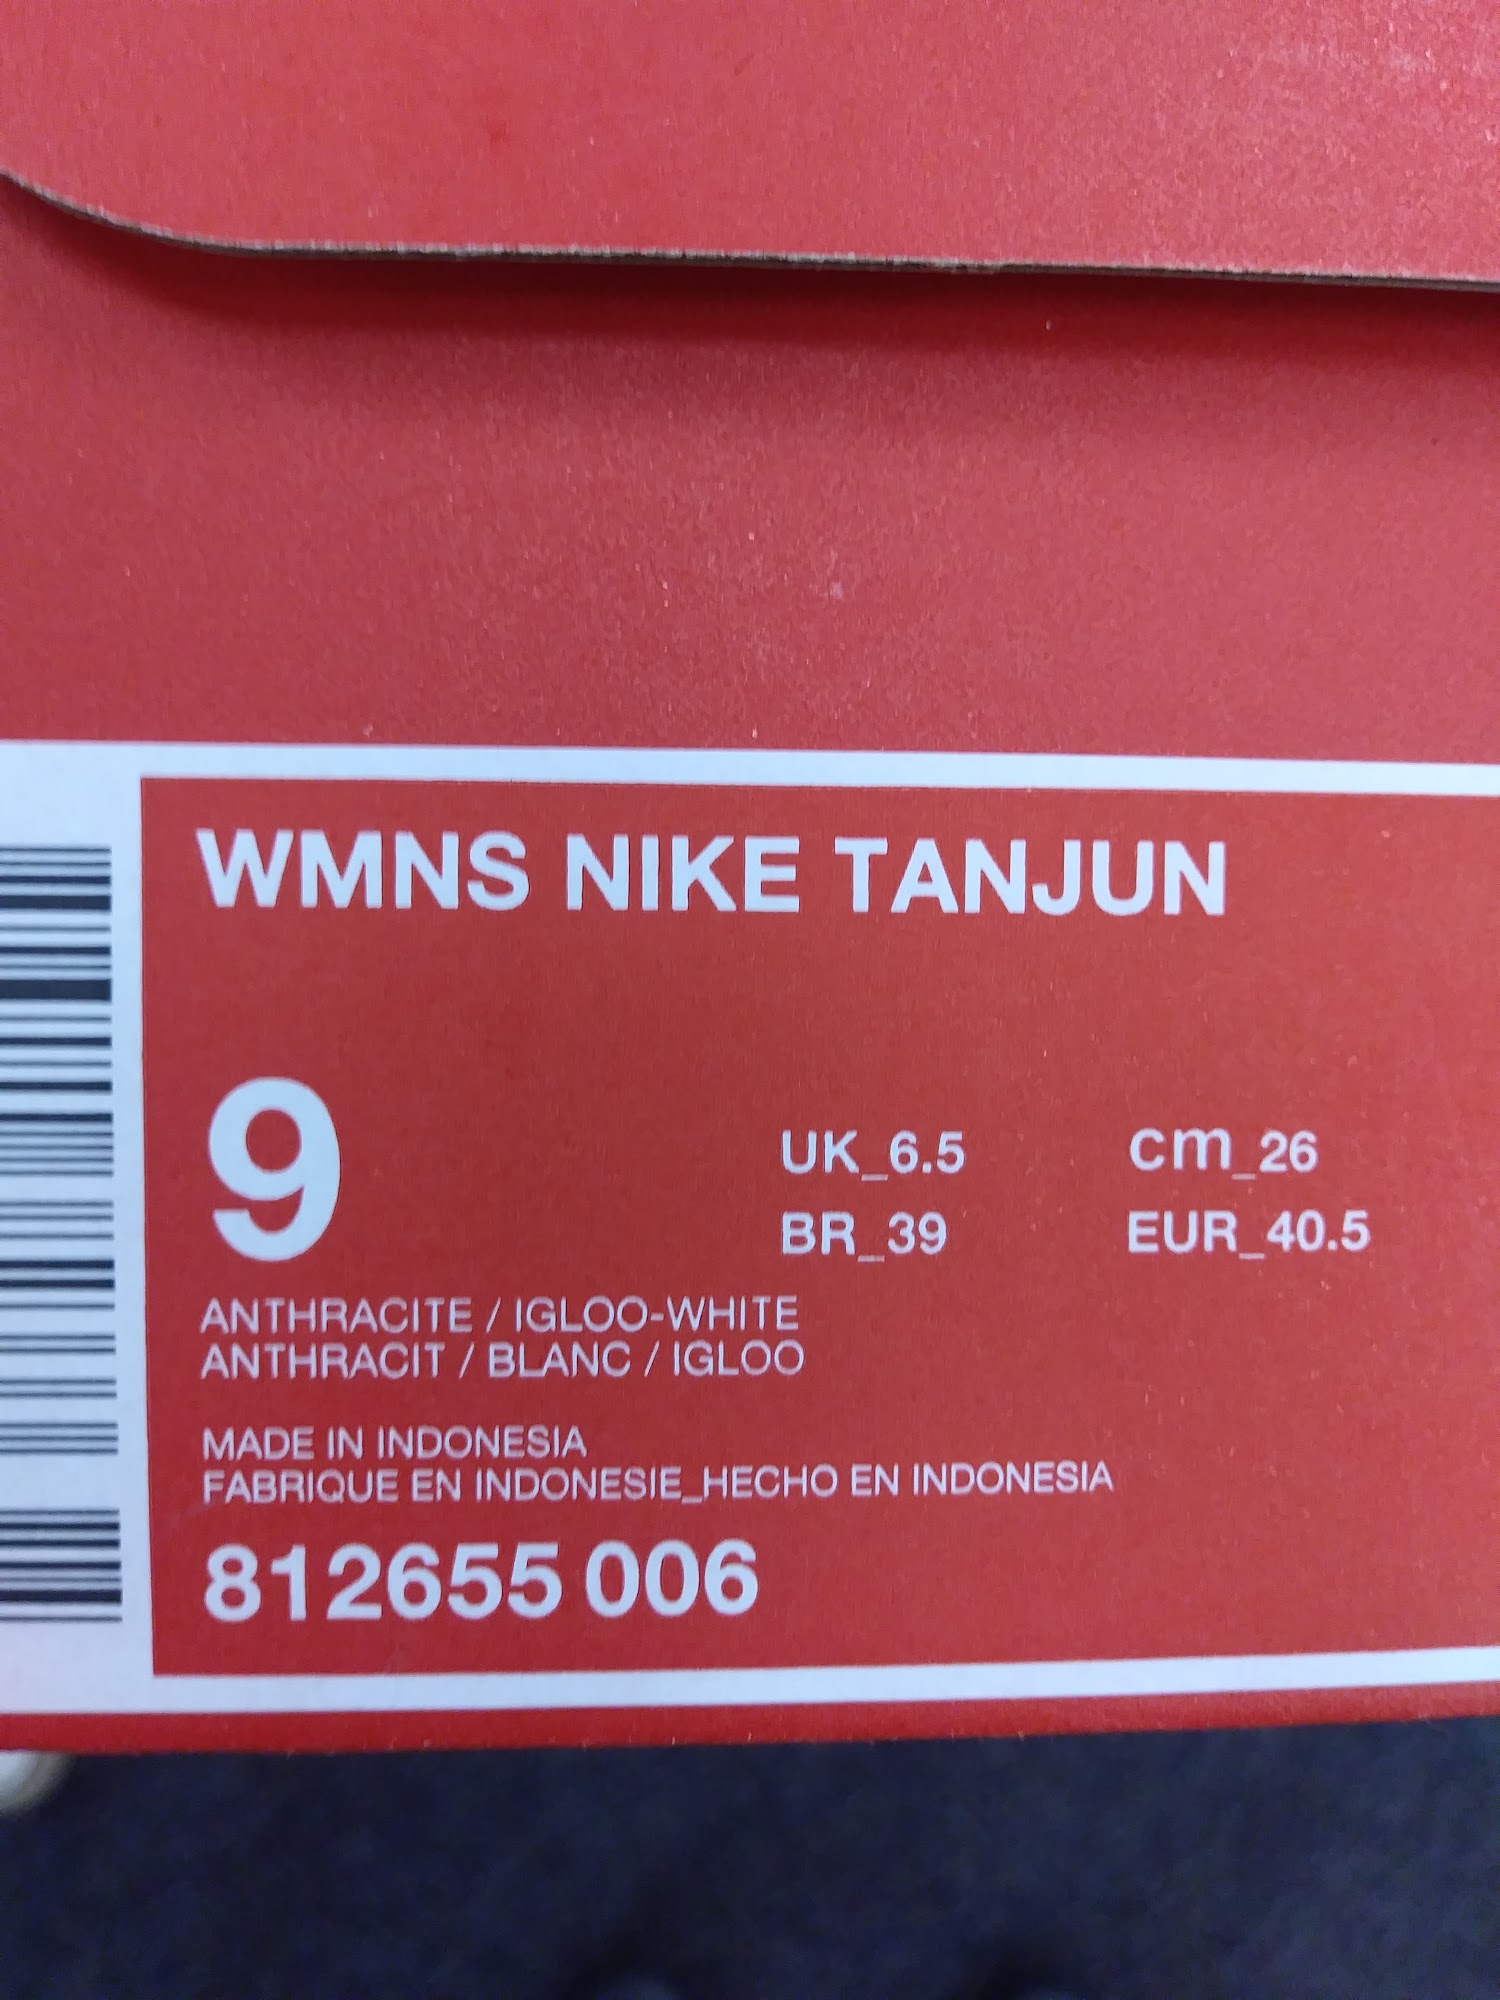 WMNS NIKE TANJUN
9
UK_6.5 cm_26
BR_39 EUR_40.5
ANTHRACITE / IGLOO-WHITE
ANTHRACIT / BLANC / IGLOO
MADE IN INDONESIA
FABRIQUE EN INDONESIE_HECHO EN INDONESIA
812655 006